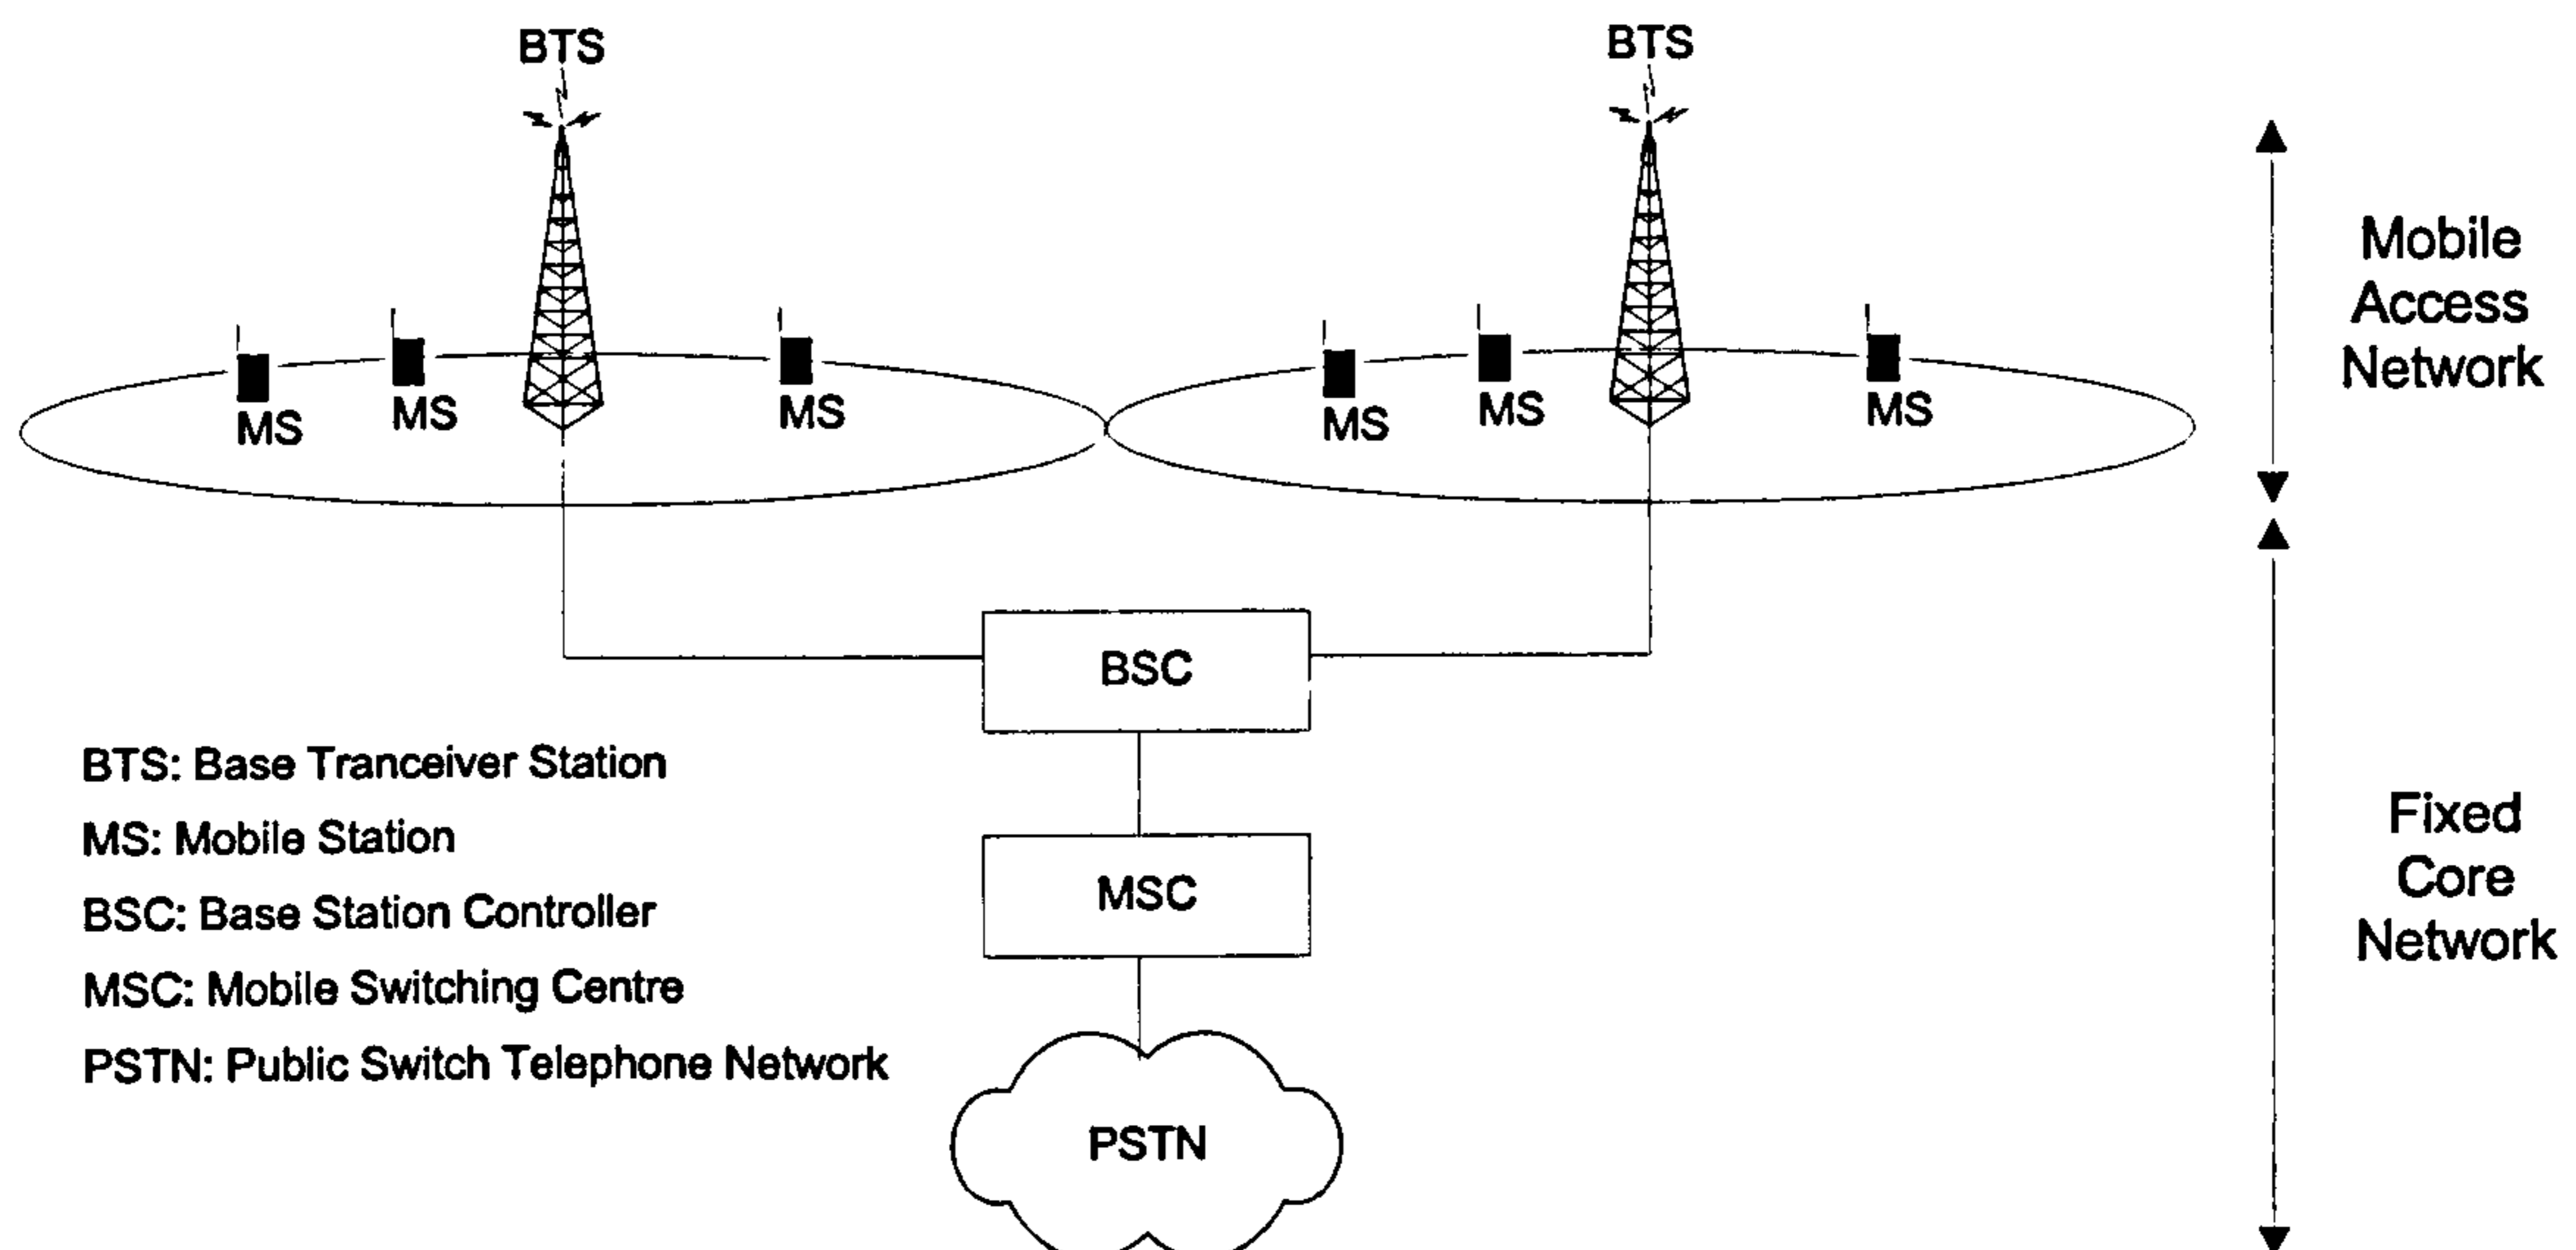 BTS
BTS
MS
MS
MS
MS
MS
MS
Mobile
Access
Network
BSC
MSC
PSTN
BTS: Base Tranceiver Station
MS: Mobile Station
BSC: Base Station Controller
MSC: Mobile Switching Centre
PSTN: Public Switch Telephone Network
Fixed
Core
Network